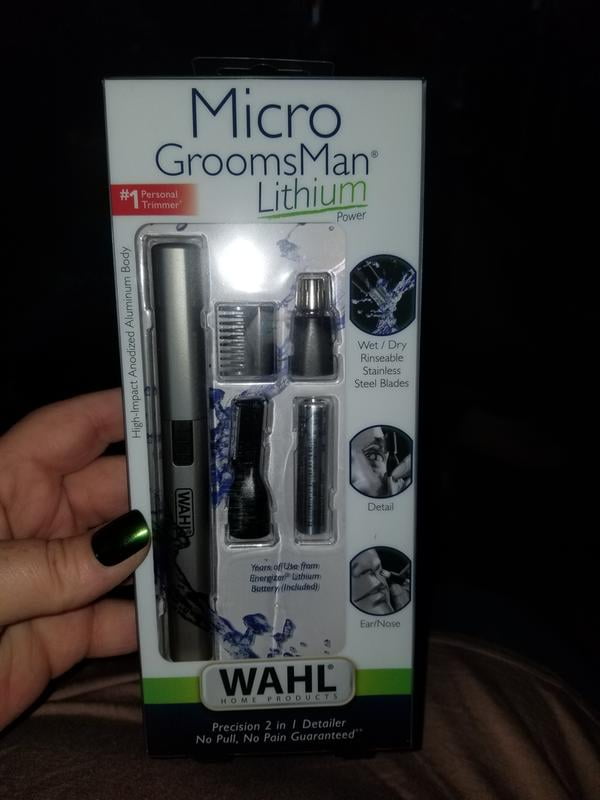 Micro
GroomsMan®
Lithium
Power
#1 Personal
Trimmer*
High-Impact Anodized Aluminum Body
Wet / Dry
Rinseable
Stainless
Steel Blades
Detail
Ear/Nose
WAHL
Years of Use from
Energizer® Lithium
Battery (Included)
WAHL®
HOME PRODUCTS
Precision 2 in 1 Detailer
No Pull, No Pain Guaranteed**